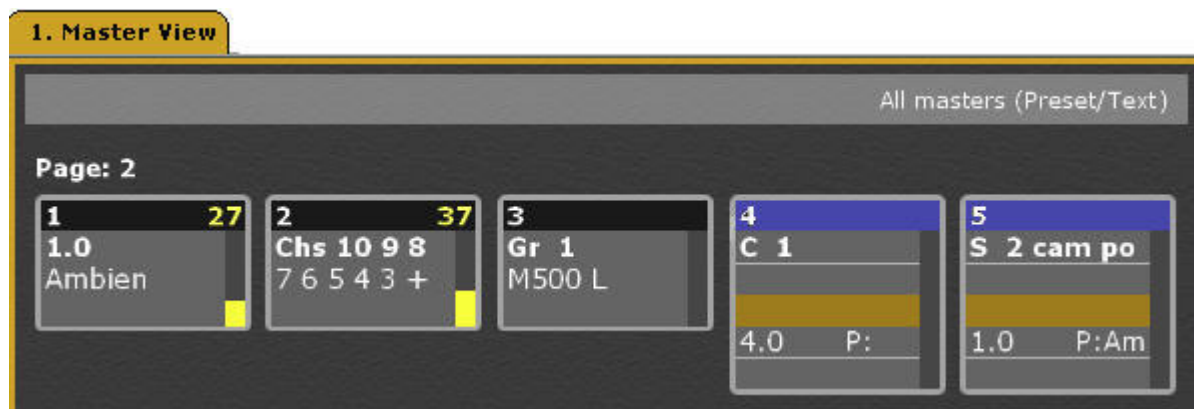 1. Master View
All masters (Preset/Text)
Page: 2
1 27
1.0
Ambien
2 37
Chs 10 9 8
7 6 5 4 3 +
3
Gr 1
M500 L
4
C 1
4.0 P:
5
S 2 cam po
1.0 P:Am